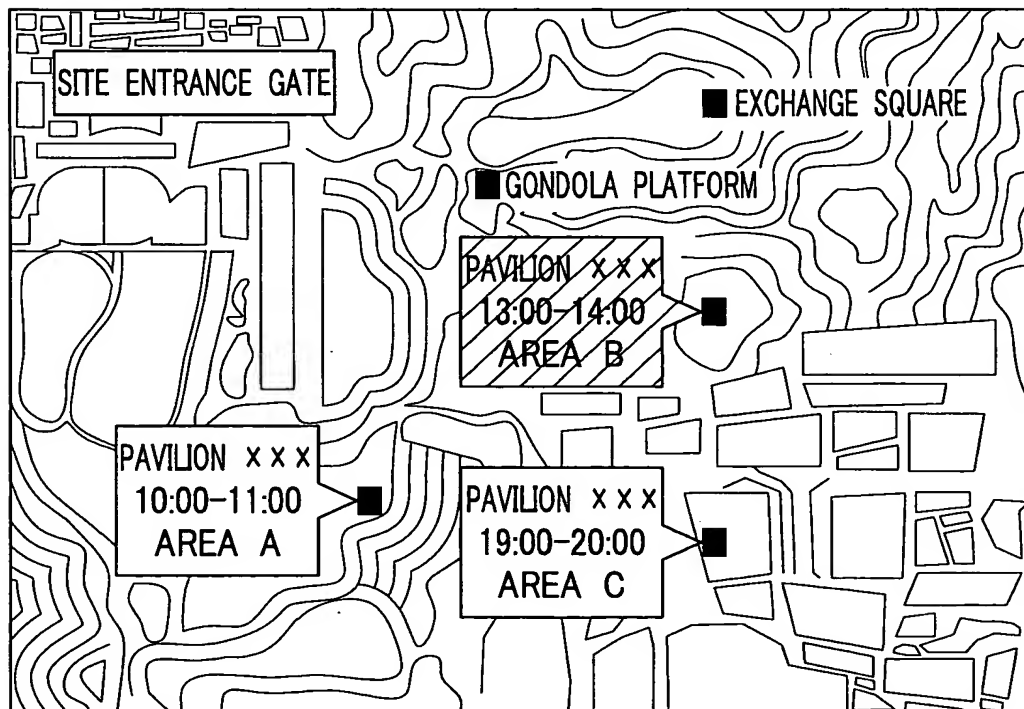 SITE ENTRANCE GATE
EXCHANGE SQUARE
GONDOLA PLATFORM
PAVILION ×××
13:00-14:00
AREA B
PAVILION ×××
10:00-11:00
AREA A
PAVILION ×××
19:00-20:00
AREA C